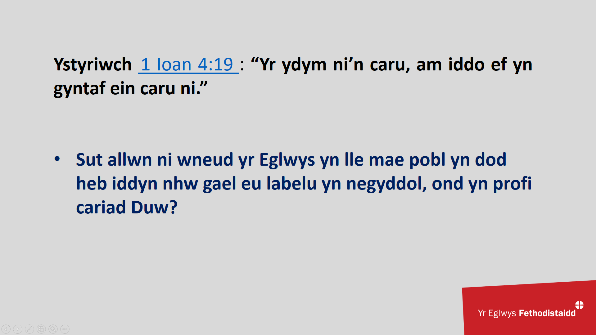 Ystyriwch 1 Ioan 4:19 : “Yr ydym ni’n caru, am iddo ef yn
gyntaf ein caru ni.”
• Sut allwn ni wneud yr Eglwys yn lle mae pobl yn dod
heb iddyn nhw gael eu labelu yn negyddol, ond yn profi
cariad Duw?
Yr Eglwys Fethodistaidd